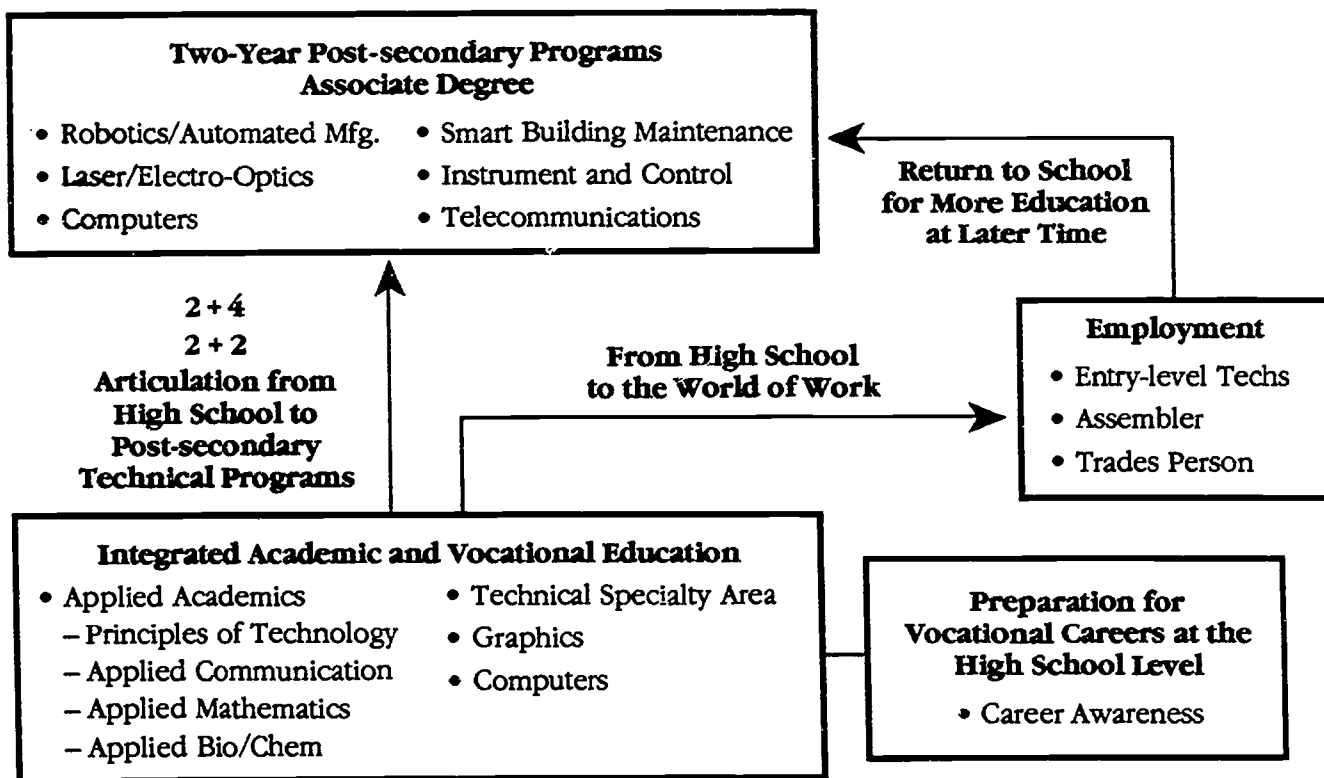 Two-Year Post-secondary Programs
Associate Degree
• Robotics/Automated Mfg.
• Laser/Electro-Optics
• Computers
• Smart Building Maintenance
• Instrument and Control
• Telecommunications
Return to School
for More Education
at Later Time
2 + 4
2 + 2
Articulation from
High School to
Post-secondary
Technical Programs
From High School
to the World of Work
Employment
• Entry-level Techs
• Assembler
• Trades Person
Integrated Academic and Vocational Education
• Applied Academics
– Principles of Technology
– Applied Communication
– Applied Mathematics
– Applied Bio/Chem
• Technical Specialty Area
• Graphics
• Computers
Preparation for
Vocational Careers at the
High School Level
• Career Awareness